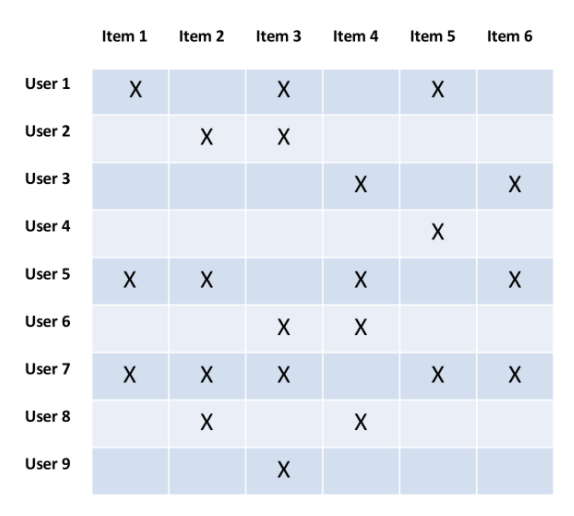 Item 1 Item 2 Item 3 Item 4 Item 5 Item 6
User 1 X X X
User 2 X X
User 3 X X
User 4 X
User 5 X X X X
User 6 X X
User 7 X X X X X
User 8 X X
User 9 X